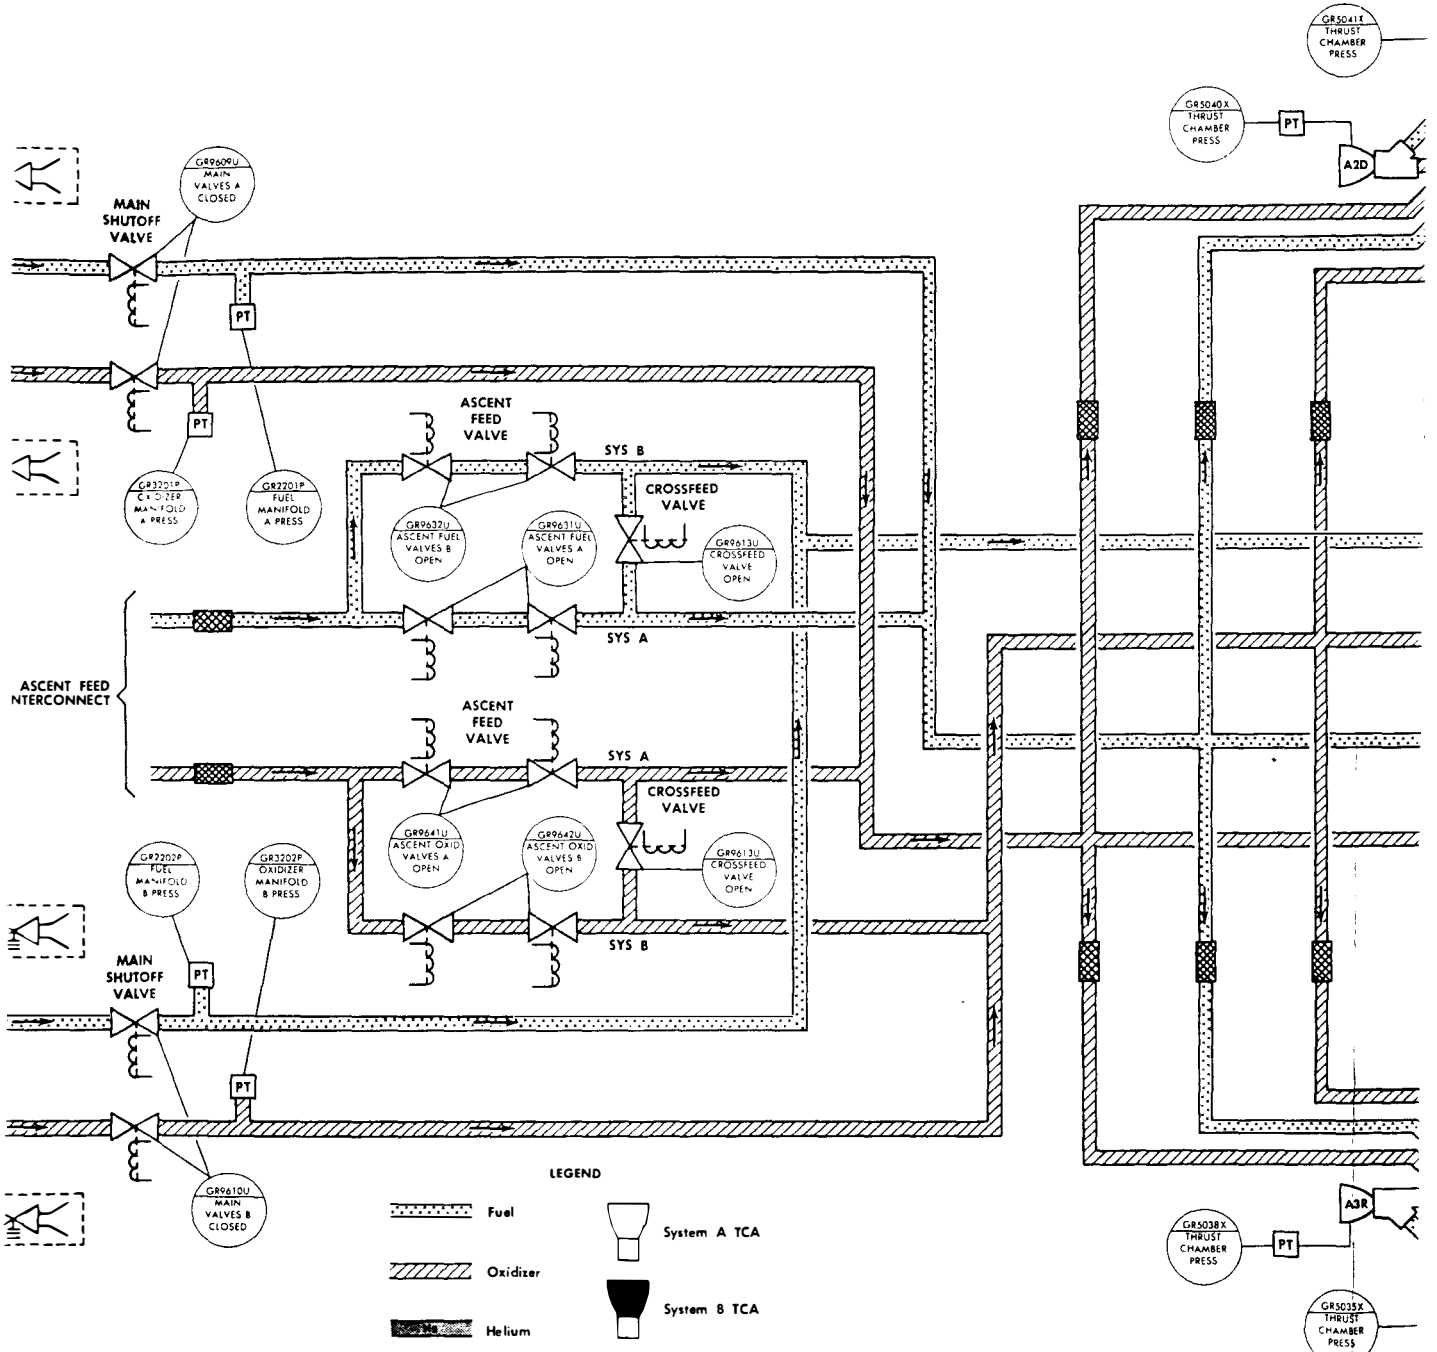 GR5041X
THRUST
CHAMBER
PRESS
GR5040X
THRUST
CHAMBER
PRESS
PT
A2D
GR9609U
MAIN
VALVES A
CLOSED
MAIN
SHUTOFF
VALVE
PT
PT
GR3201P
MANIFOLD
A PRESS
GR2201P
FUEL
MANIFOLD
A PRESS
ASCENT
FEED
VALVE
SYS B
CROSSFEED
VALVE
GR9632U
ASCENT FUEL
VALVES B
OPEN
GR9631U
ASCENT FUEL
VALVES A
OPEN
GR9613U
CROSSFEED
VALVE
OPEN
SYS A
ASCENT FEED
NTERCONNECT
ASCENT
FEED
VALVE
SYS A
CROSSFEED
VALVE
GR9641U
ASCENT OXID
VALVES A
OPEN
GR9642U
ASCENT OXID
VALVES B
OPEN
GR9613U
CROSSFEED
VALVE
OPEN
SYS B
GR2202P
FUEL
MANIFOLD
B PRESS
GR3202P
OXIDIZER
MANIFOLD
B PRESS
MAIN
SHUTOFF
VALVE
PT
PT
GR9610U
MAIN
VALVES B
CLOSED
LEGEND
Fuel
System A TCA
Oxidizer
System B TCA
Helium
A3R
GR5038X
THRUST
CHAMBER
PRESS
PT
GR5035X
THRUST
CHAMBER
PRESS